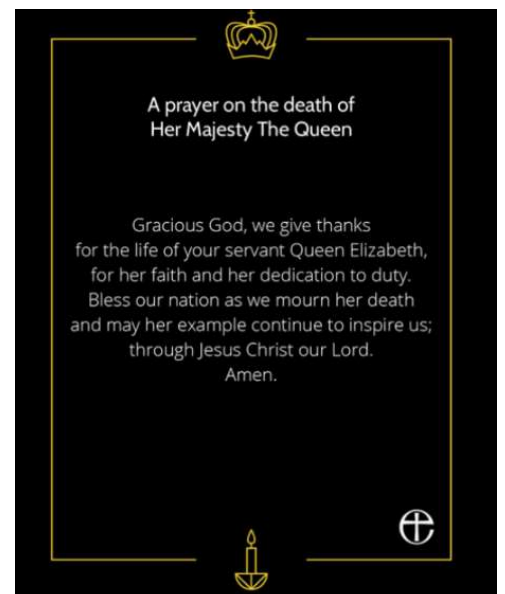 A prayer on the death of
Her Majesty The Queen
Gracious God, we give thanks
for the life of your servant Queen Elizabeth,
for her faith and her dedication to duty.
Bless our nation as we mourn her death
and may her example continue to inspire us;
through Jesus Christ our Lord.
Amen.